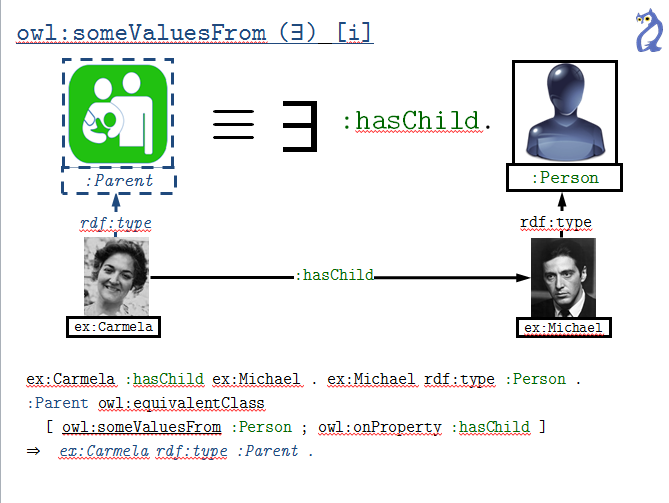 owl:someValuesFrom (∃) [i]
≡ ∃ :hasChild.
:Parent
:Person
rdf:type
rdf:type
:hasChild
ex:Carmela
ex:Michael
ex:Carmela :hasChild ex:Michael . ex:Michael rdf:type :Person .
:Parent owl:equivalentClass
[ owl:someValuesFrom :Person ; owl:onProperty :hasChild ]
⇒ ex:Carmela rdf:type :Parent .